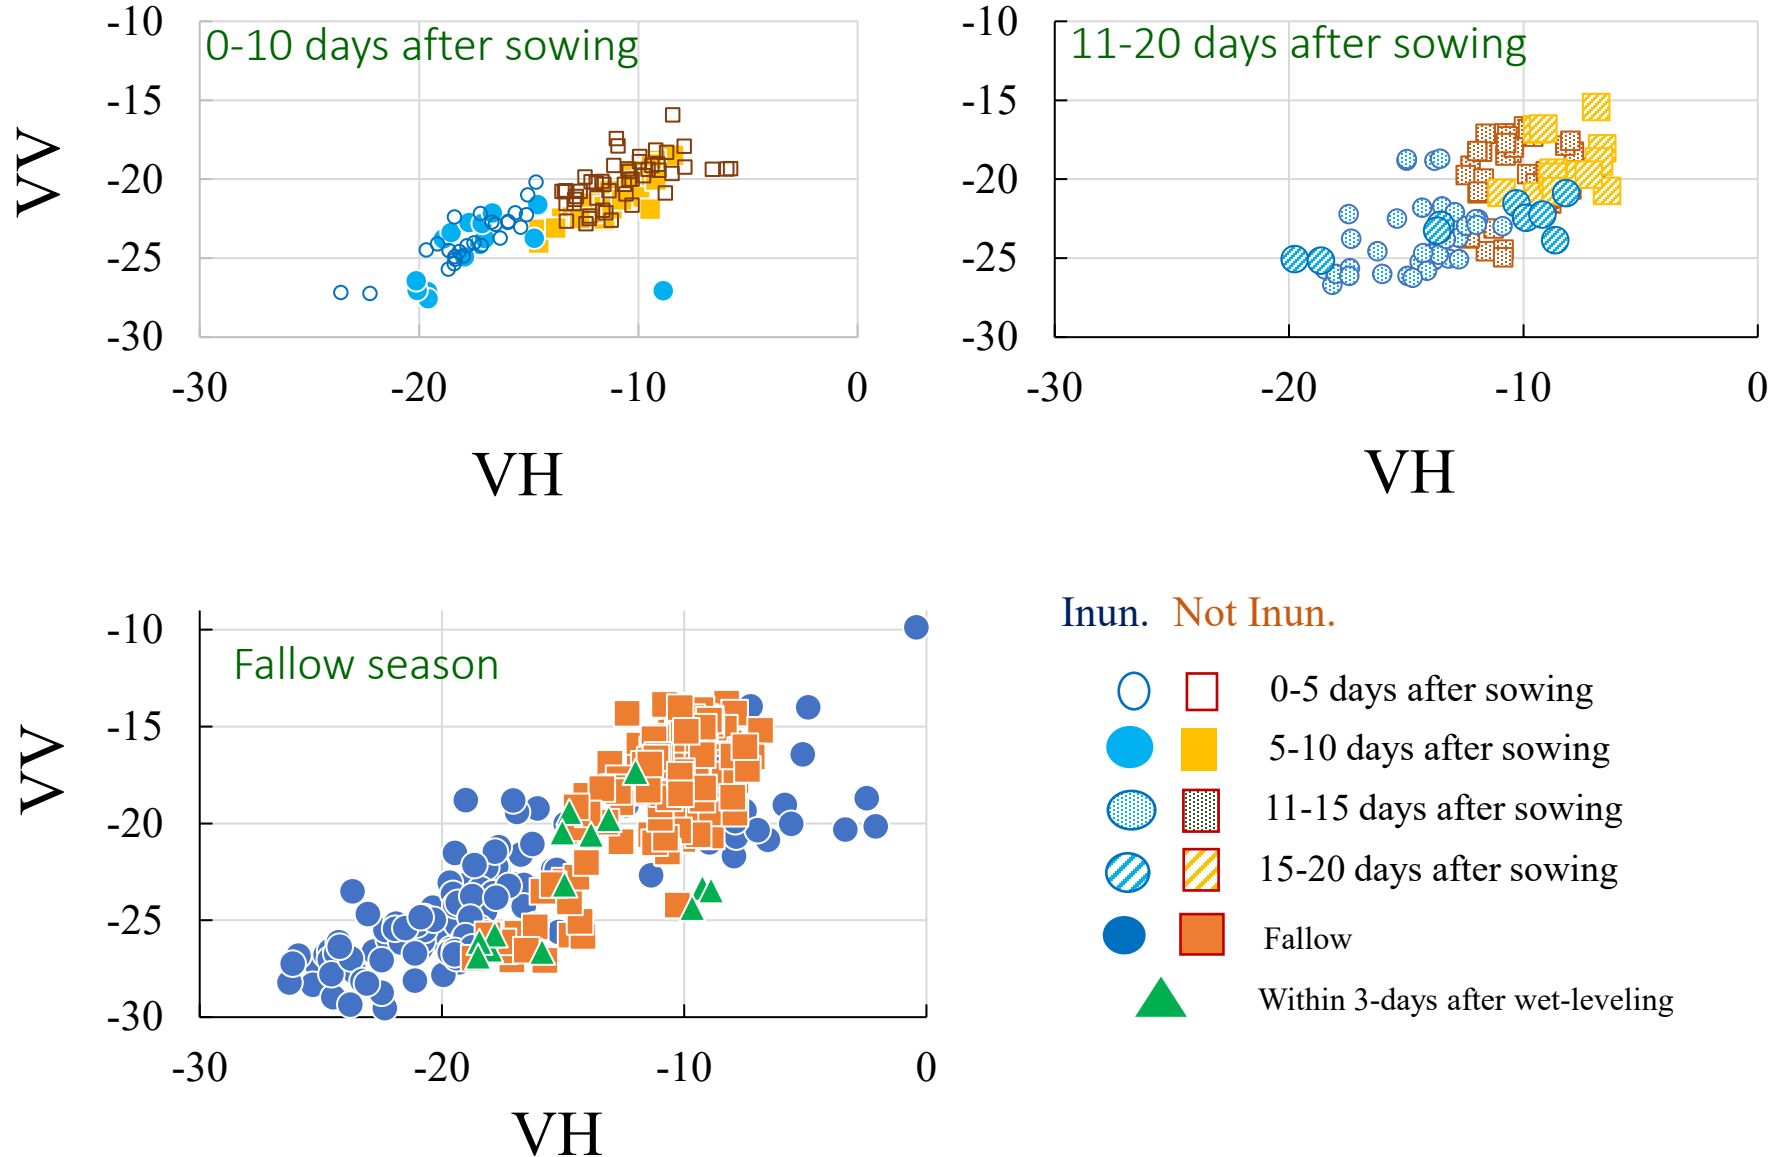 0-10 days after sowing
-10
-15
-20
-25
-30
VV
-30 -20 -10 0
VH
11-20 days after sowing
-10
-15
-20
-25
-30
-30 -20 -10 0
VH
Fallow season
-10
-15
-20
-25
-30
VV
-30 -20 -10 0
VH
Inun. Not Inun.
0-5 days after sowing
5-10 days after sowing
11-15 days after sowing
15-20 days after sowing
Fallow
Within 3-days after wet-leveling